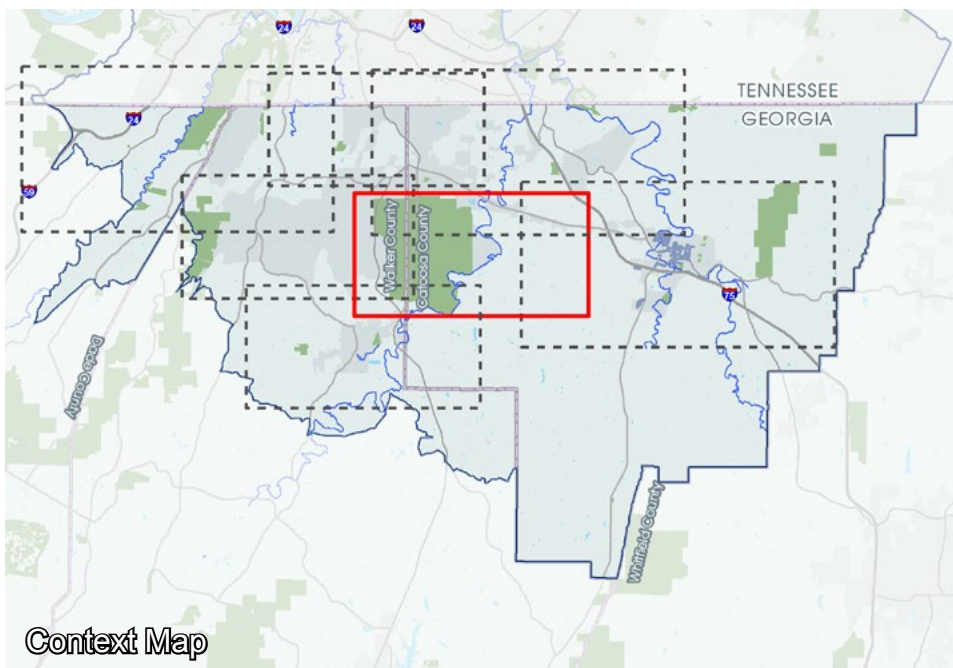 24
24
TENNESSEE
GEORGIA
24
59
Walker County
Catoosa County
75
Dade County
Whitfield County
Context Map